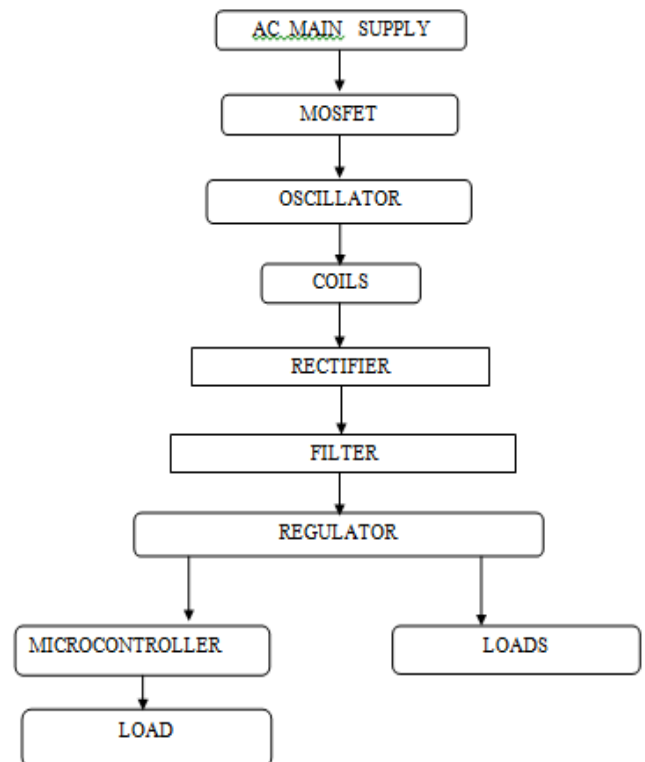 AC MAIN SUPPLY
MOSFET
OSCILLATOR
COILS
RECTIFIER
FILTER
REGULATOR
MICROCONTROLLER
LOADS
LOAD